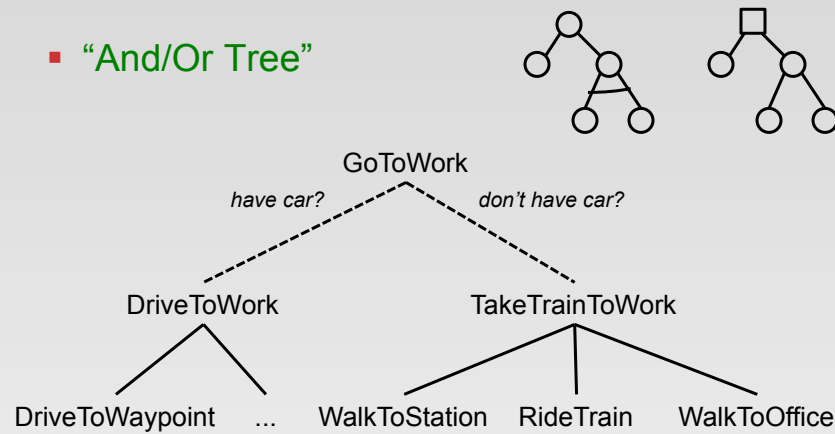 “And/Or Tree”
GoToWork
have car? don’t have car?
DriveToWork TakeTrainToWork
DriveToWaypoint ... WalkToStation RideTrain WalkToOffice